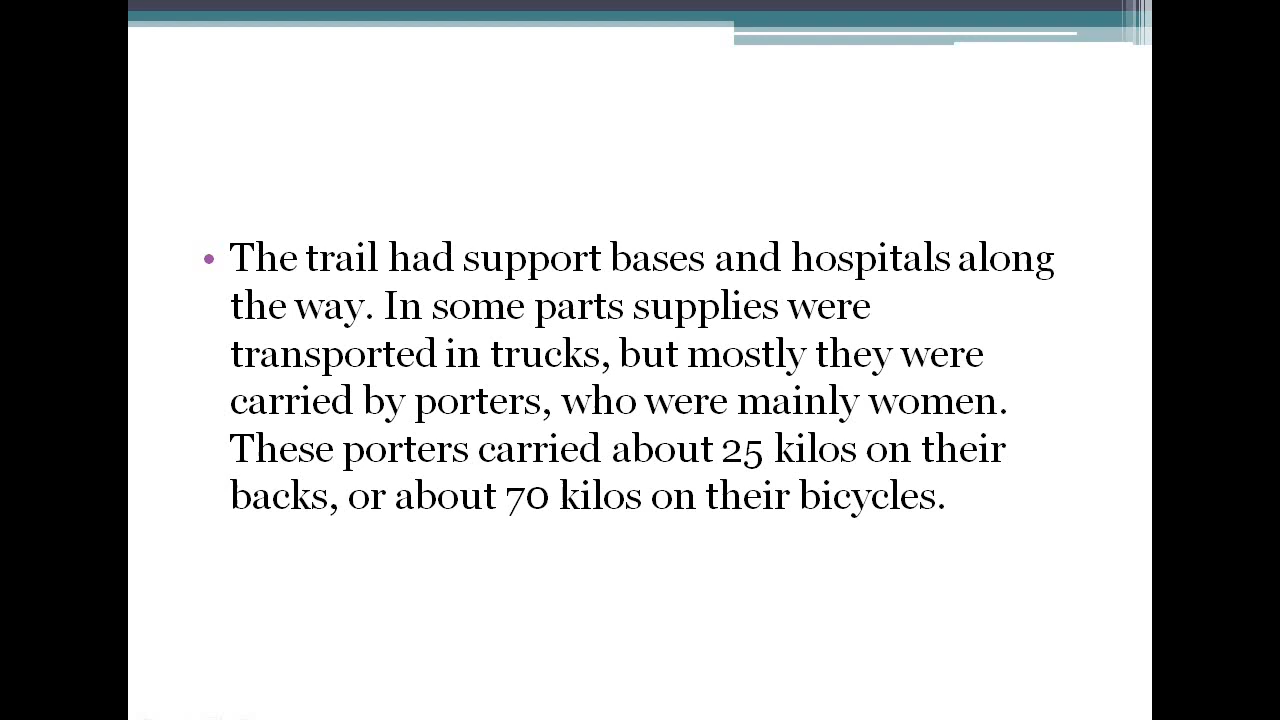 • The trail had support bases and hospitals along
the way. In some parts supplies were
transported in trucks, but mostly they were
carried by porters, who were mainly women.
These porters carried about 25 kilos on their
backs, or about 70 kilos on their bicycles.